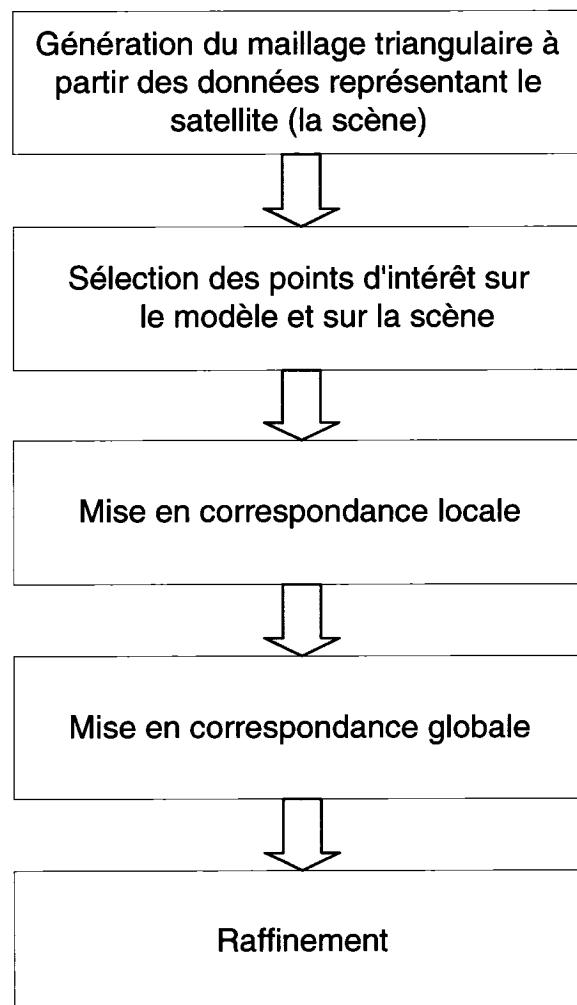 Génération du maillage triangulaire à
partir des données représentant le
satellite (la scène)
Sélection des points d'intérêt sur
le modèle et sur la scène
Mise en correspondance locale
Mise en correspondance globale
Raffinement